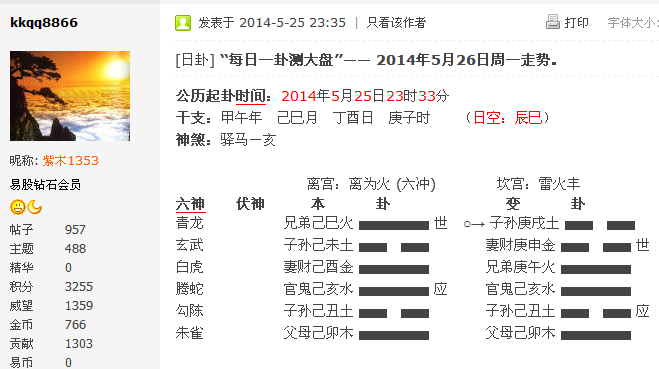 kkqq8866
昵称: 紫木1353
易股钻石会员
帖子 957
主题 488
精华 0
积分 3255
威望 1359
金币 766
贡献 1303
易币 0
发表于 2014-5-25 23:35 | 只看该作者 打印 字体大小:
[日卦] “每日一卦测大盘”—— 2014年5月26日周一走势。
公历起卦时间: 2014年5月25日23时33分
干支: 甲午年 己巳月 丁酉日 庚子时 （日空: 辰巳）
神煞: 驿马—亥
离宫: 离为火 (六冲) 坎宫: 雷火丰
六神 伏神 本 卦 变 卦
青龙 兄弟己巳火 世 ○→ 子孙庚戌土
玄武 子孙己未土 妻财庚申金 世
白虎 妻财己酉金 兄弟庚午火
腾蛇 官鬼己亥水 应 官鬼己亥水
勾陈 子孙己丑土 子孙己丑土 应
朱雀 父母己卯木 父母己卯木